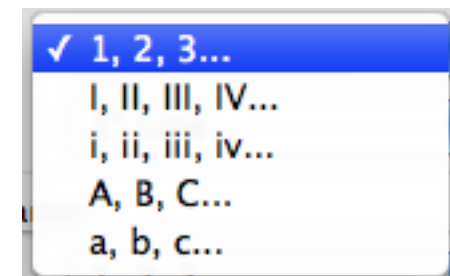 ✓ 1, 2, 3...
I, II, III, IV...
i, ii, iii, iv...
A, B, C...
a, b, c...